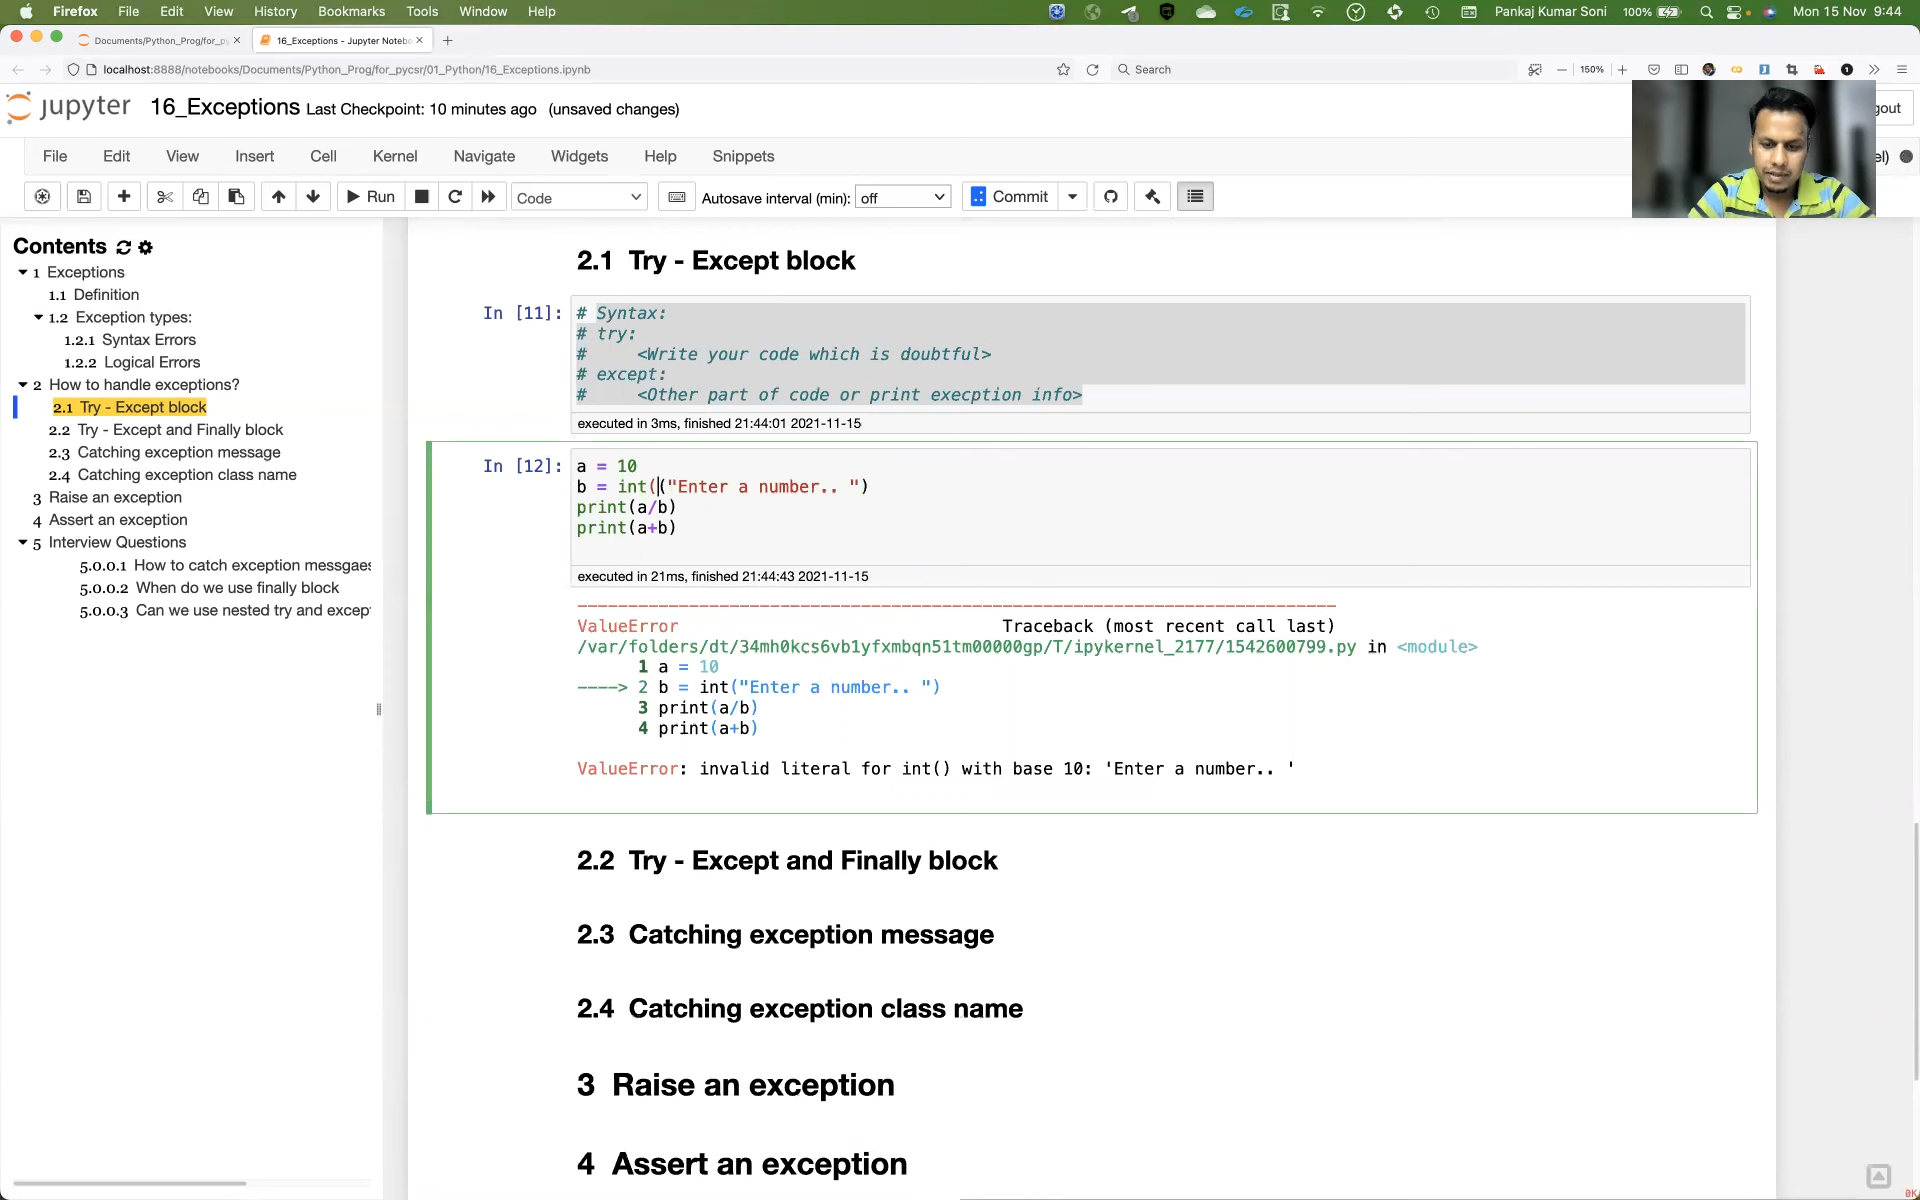 Firefox File Edit View History Bookmarks Tools Window Help Pankaj Kumar Soni 100% Mon 15 Nov 9:44
Documents/Python_Prog/for_py × 16_Exceptions - Jupyter Notebo × +
localhost:8888/notebooks/Documents/Python_Prog/for_pycsr/01_Python/16_Exceptions.ipynb Search 150%
jupyter 16_Exceptions Last Checkpoint: 10 minutes ago (unsaved changes) gout
File Edit View Insert Cell Kernel Navigate Widgets Help Snippets el)
Run Code Autosave interval (min): off Commit
Contents
1 Exceptions
1.1 Definition
1.2 Exception types:
1.2.1 Syntax Errors
1.2.2 Logical Errors
2 How to handle exceptions?
2.1 Try - Except block
2.2 Try - Except and Finally block
2.3 Catching exception message
2.4 Catching exception class name
3 Raise an exception
4 Assert an exception
5 Interview Questions
5.0.0.1 How to catch exception messgaes
5.0.0.2 When do we use finally block
5.0.0.3 Can we use nested try and excep
2.1 Try - Except block
In [11]: # Syntax:
# try:
# <Write your code which is doubtful>
# except:
# <Other part of code or print execption info>
executed in 3ms, finished 21:44:01 2021-11-15
In [12]: a = 10
b = int(("Enter a number.. ")
print(a/b)
print(a+b)
executed in 21ms, finished 21:44:43 2021-11-15
---------------------------------------------------------------------------
ValueError Traceback (most recent call last)
/var/folders/dt/34mh0kcs6vb1yfxmbqn51tm00000gp/T/ipykernel_2177/1542600799.py in <module>
1 a = 10
----> 2 b = int("Enter a number.. ")
3 print(a/b)
4 print(a+b)
ValueError: invalid literal for int() with base 10: 'Enter a number.. '
2.2 Try - Except and Finally block
2.3 Catching exception message
2.4 Catching exception class name
3 Raise an exception
4 Assert an exception